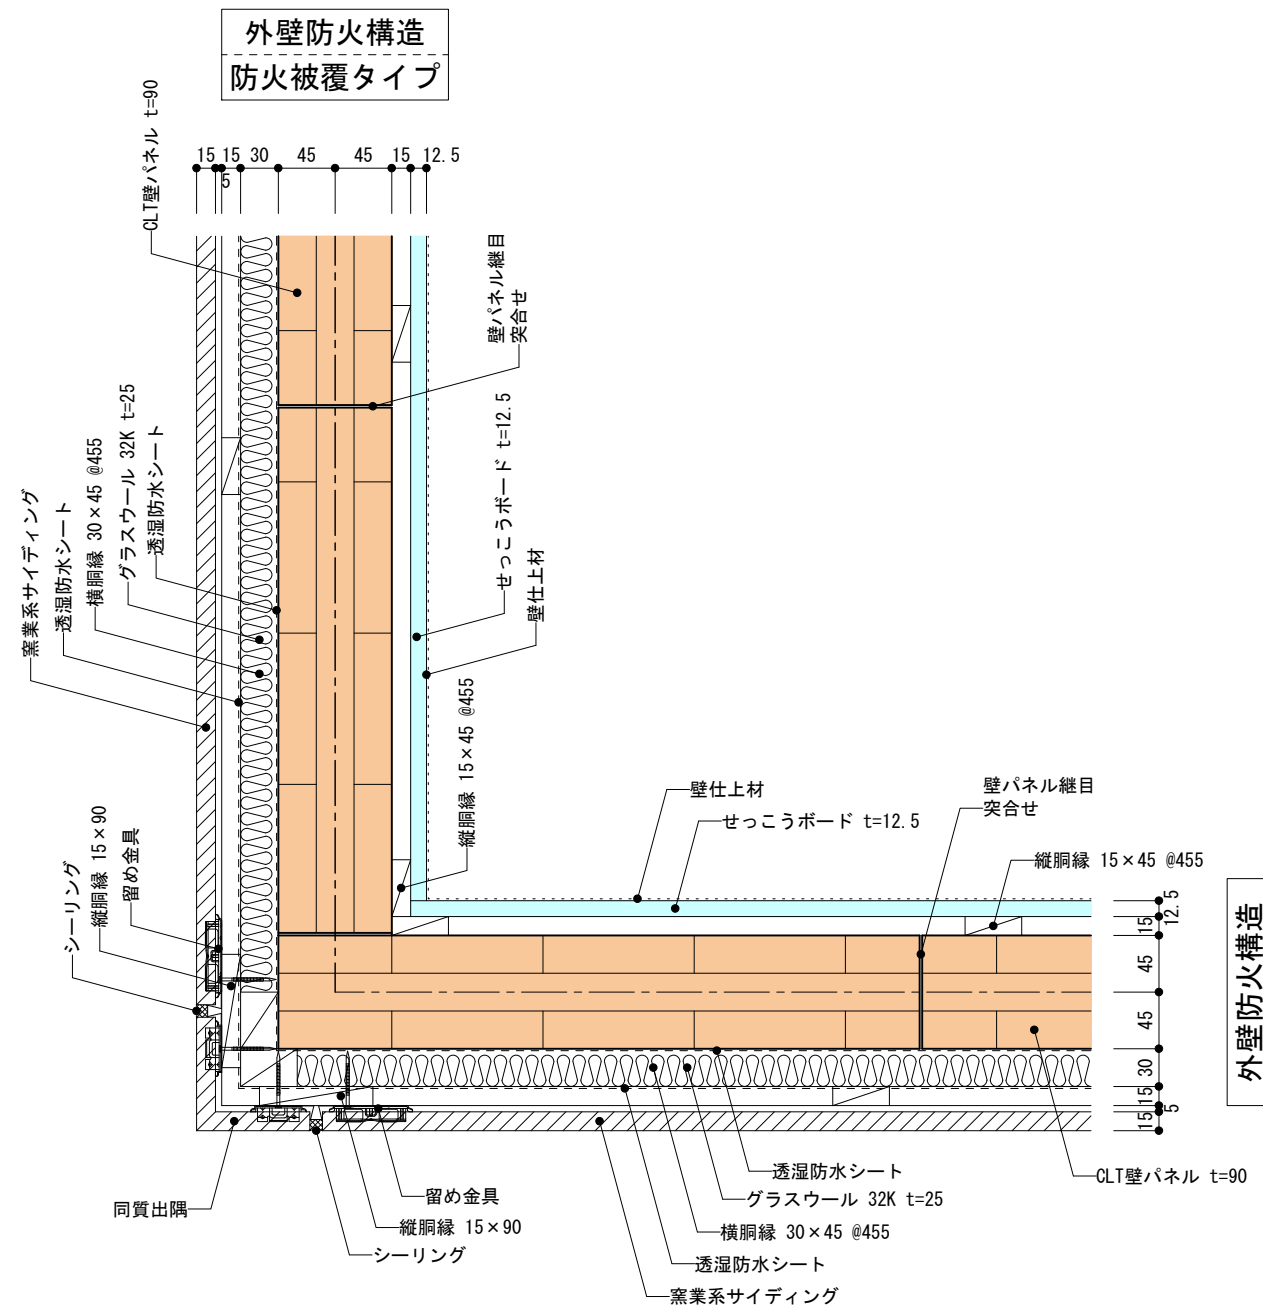 外壁防火構造
防火被覆タイプ
15 15 30 45 45 15 12.5
5
CLT壁パネル t=90
壁パネル継目
突合せ
せっこうボード t=12.5
壁仕上材
縦胴縁 15×45 @455
透湿防水シート
グラスウール 32K t=25
横胴縁 30×45 @455
透湿防水シート
窯業系サイディング
留め金具
縦胴縁 15×90
シーリング
壁仕上材
せっこうボード t=12.5
壁パネル継目
突合せ
縦胴縁 15×45 @455
12.5
15
45
45
30
15
5
15
外壁防火構造
CLT壁パネル t=90
透湿防水シート
グラスウール 32K t=25
横胴縁 30×45 @455
透湿防水シート
窯業系サイディング
留め金具
縦胴縁 15×90
シーリング
同質出隅